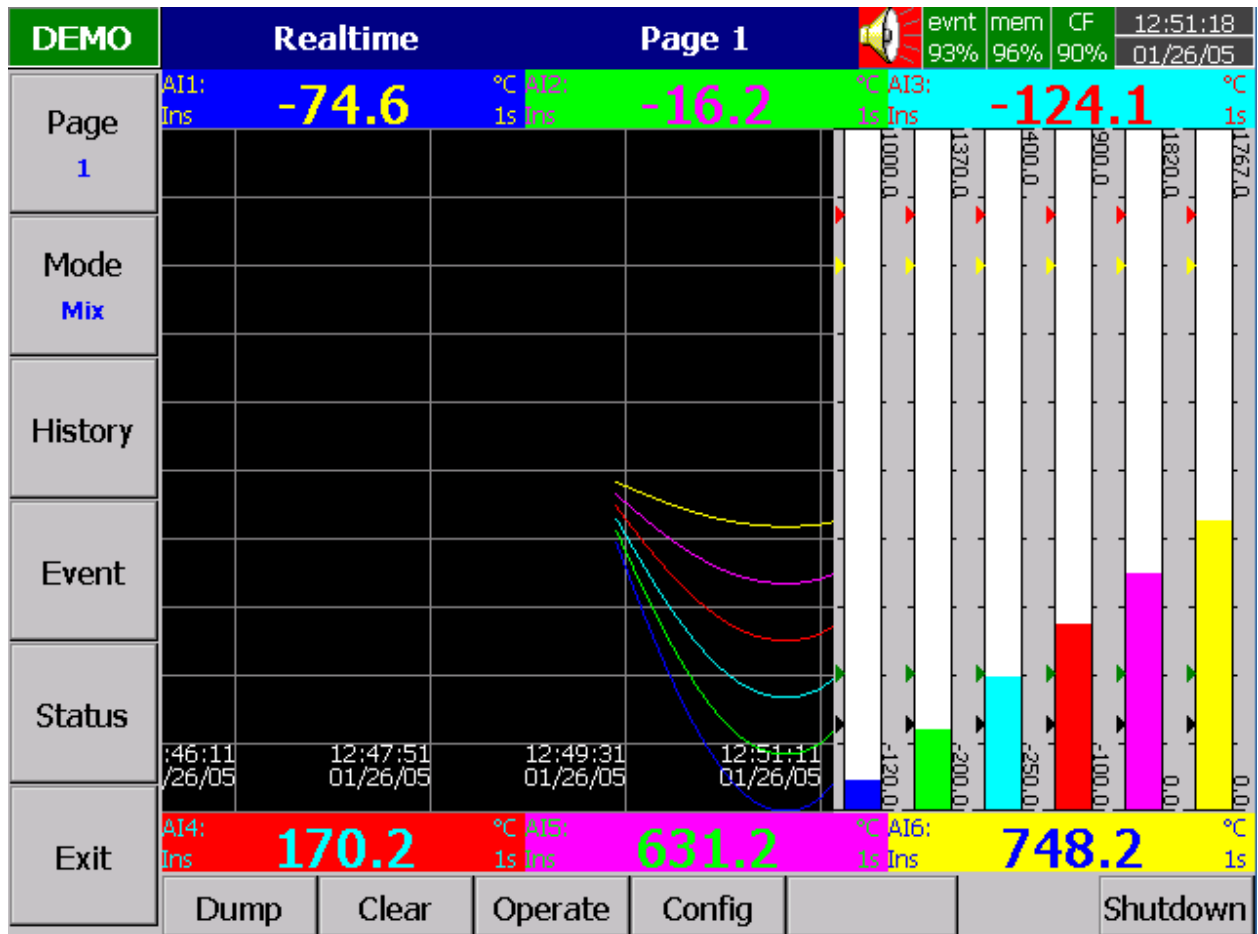 DEMO
Realtime
Page 1
evnt
93%
mem
96%
CF
90%
12:51:18
01/26/05
Page
1
Mode
Mix
History
Event
Status
Exit
AI1:
Ins
-74.6
°C
1s
AI2:
Ins
-16.2
°C
1s
AI3:
Ins
-124.1
°C
1s
1000.0
1370.0
400.0
900.0
1820.0
1767.0
:46:11
/26/05
12:47:51
01/26/05
12:49:31
01/26/05
12:51:11
01/26/05
-120.0
-200.0
-250.0
-100.0
0.0
0.0
AI4:
Ins
170.2
°C
1s
AI5:
Ins
631.2
°C
1s
AI6:
Ins
748.2
°C
1s
Dump
Clear
Operate
Config
Shutdown